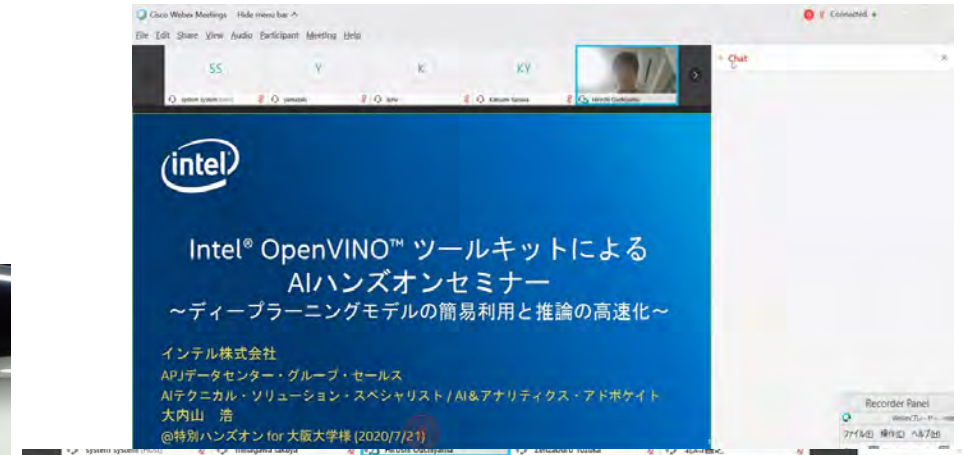 Cisco Webex Meetings Hide menu bar ^
Connected
File Edit Share View Audio Participant Meeting Help
SS
Y
K
KY
system system
yamazaki
Hiroshi Ouchiyama
Chat
intel
Intel® OpenVINO™ ツールキットによる
AIハンズオンセミナー
～ディープラーニングモデルの簡易利用と推論の高速化～
インテル株式会社
APJデータセンター・グループ・セールス
AIテクニカル・ソリューション・スペシャリスト / AI&アナリティクス・アドボケイト
大内山 浩
@特別ハンズオン for 大阪大学様 (2020/7/21)
Recorder Panel
ファイル(F) 操作(C) ヘルプ(H)